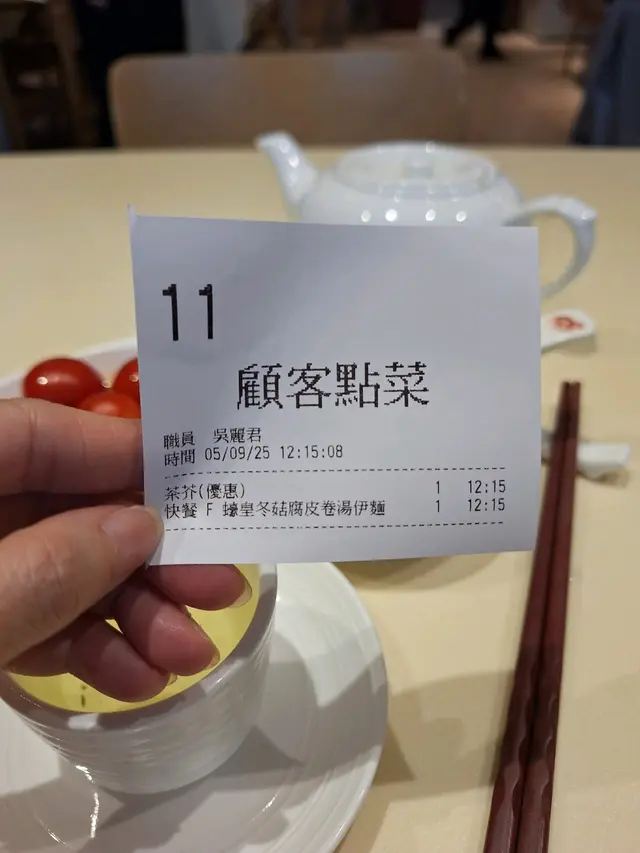 11
顧客點菜
職員 吳麗君
時間 05/09/25 12:15:08
茶芥(優惠) 1 12:15
快餐 F 蠔皇冬菇腐皮卷湯伊麵 1 12:15